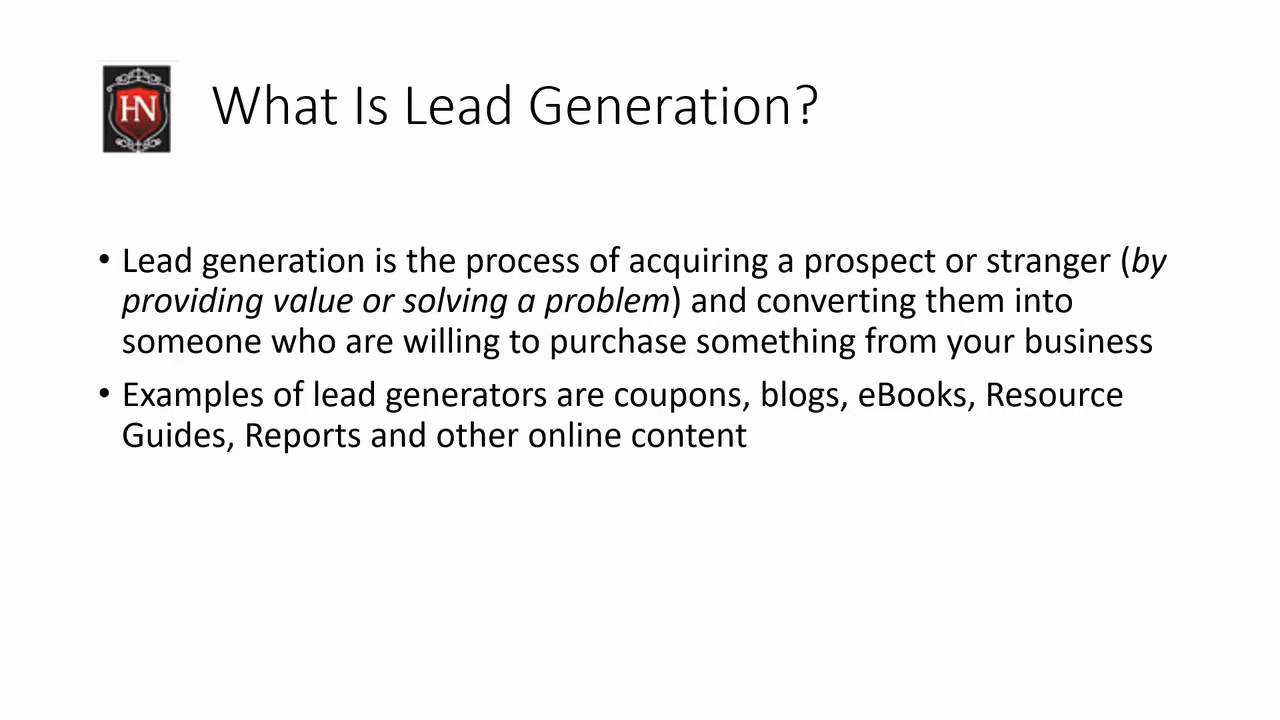 HN
What Is Lead Generation?
• Lead generation is the process of acquiring a prospect or stranger (by
providing value or solving a problem) and converting them into
someone who are willing to purchase something from your business
• Examples of lead generators are coupons, blogs, eBooks, Resource
Guides, Reports and other online content